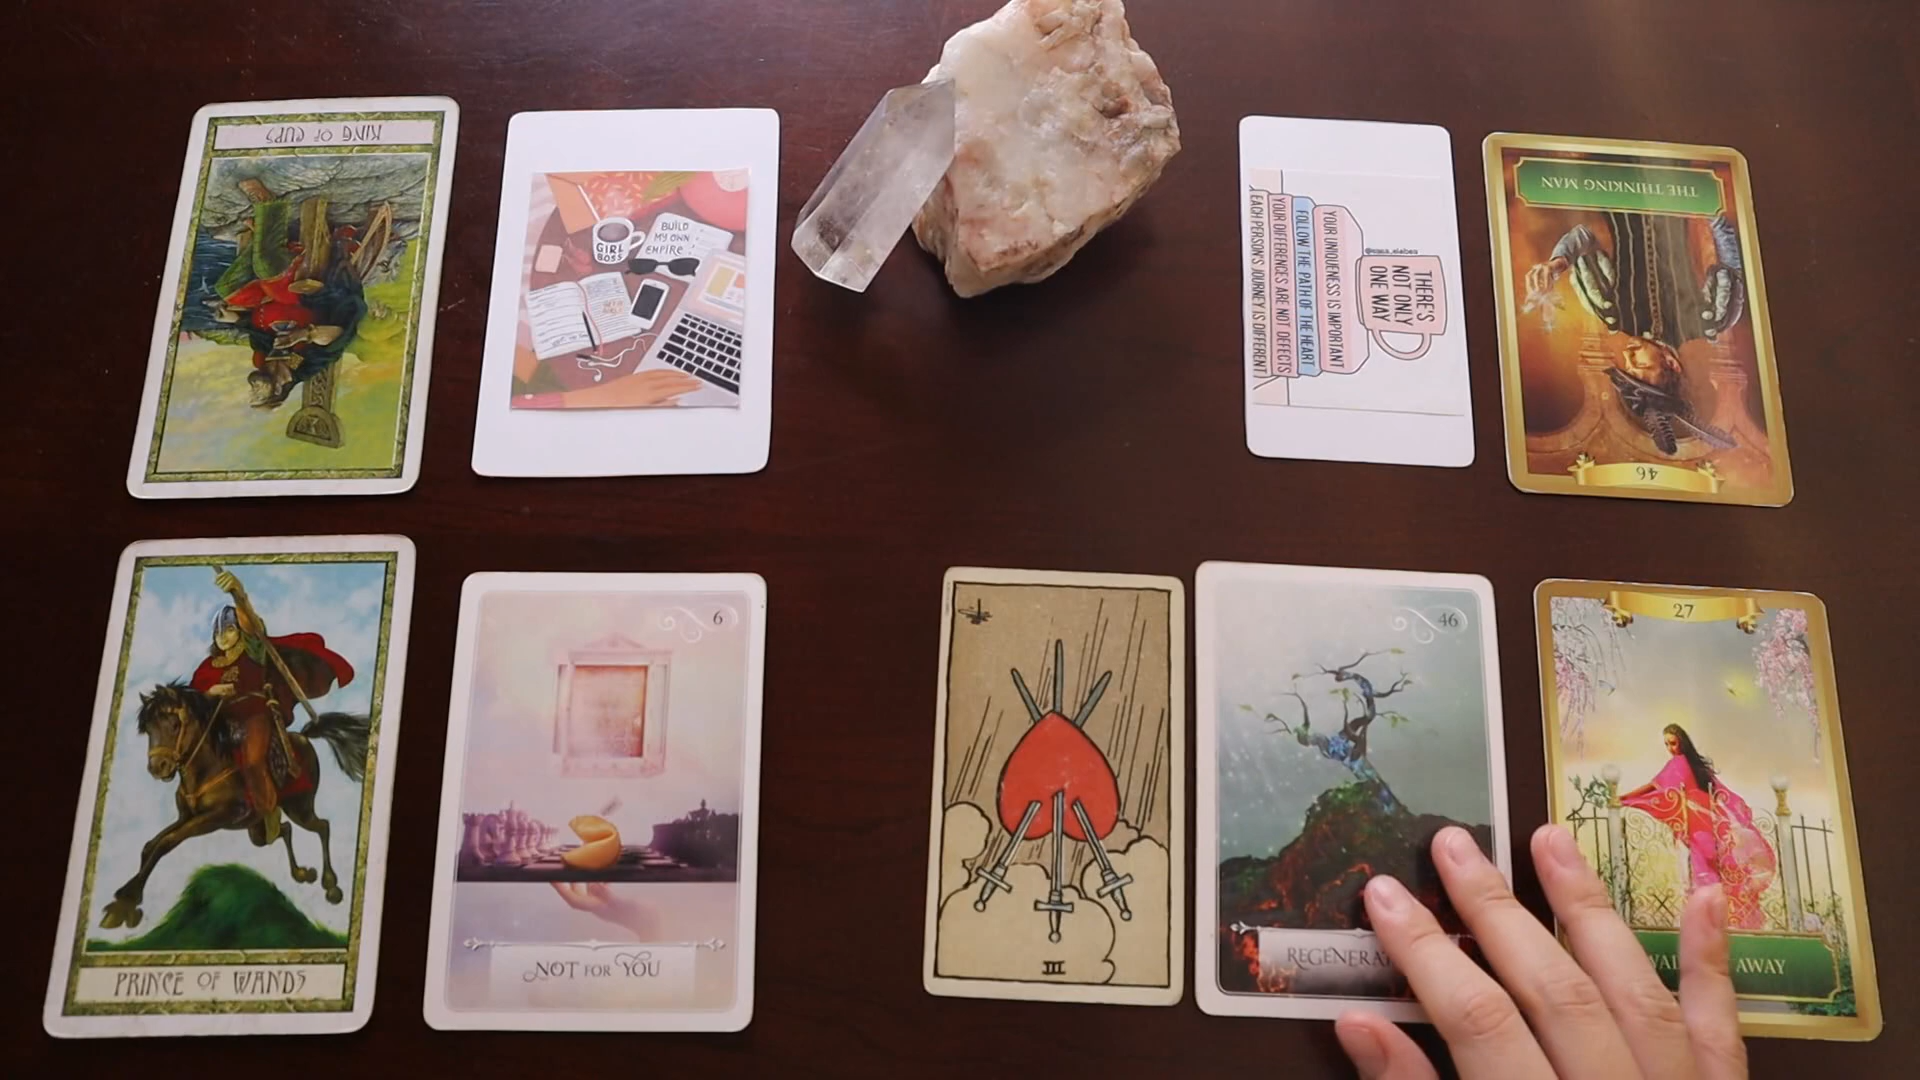 KING OF CUPS
GIRL
BOSS
BUILD
MY OWN
EMPIRE
THERE'S
NOT ONLY
ONE WAY
YOUR UNIQUENESS IS IMPORTANT
FOLLOW THE PATH OF THE HEART
YOUR DIFFERENCES ARE NOT DEFECTS
EACH PERSON'S JOURNEY IS DIFFERENT
THE THINKING MAN
46
PRINCE OF WANDS
6
NOT FOR YOU
III
46
REGENERA
27
AWAY